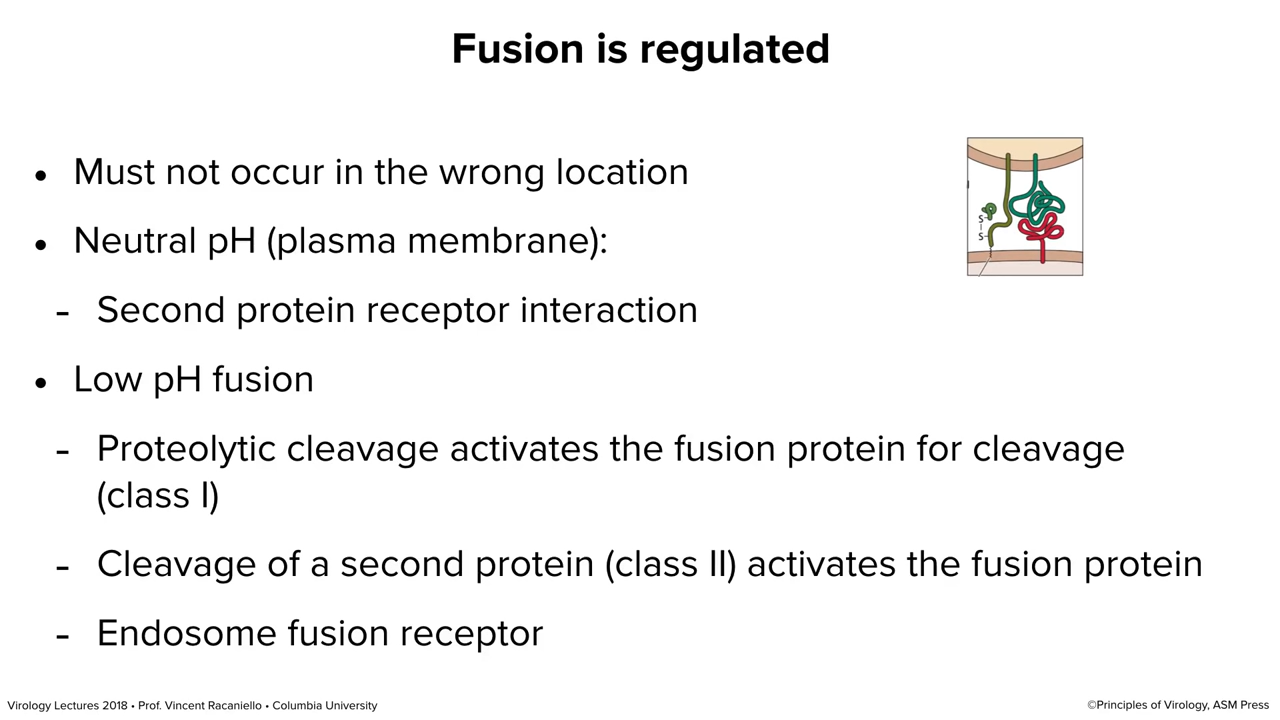 Fusion is regulated
• Must not occur in the wrong location
• Neutral pH (plasma membrane):
- Second protein receptor interaction
• Low pH fusion
- Proteolytic cleavage activates the fusion protein for cleavage
(class I)
- Cleavage of a second protein (class II) activates the fusion protein
- Endosome fusion receptor
S
S
Virology Lectures 2018 • Prof. Vincent Racaniello • Columbia University
©Principles of Virology, ASM Press